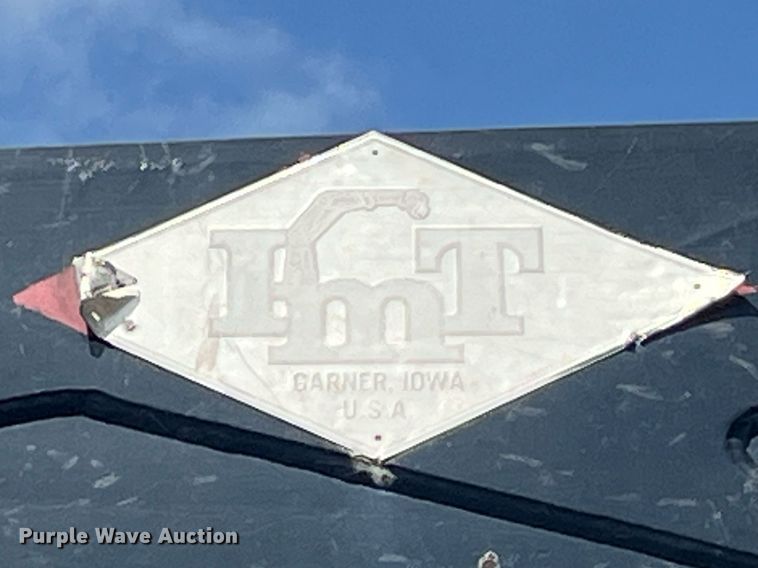 ImT
GARNER, IOWA
U.S.A
Purple Wave Auction